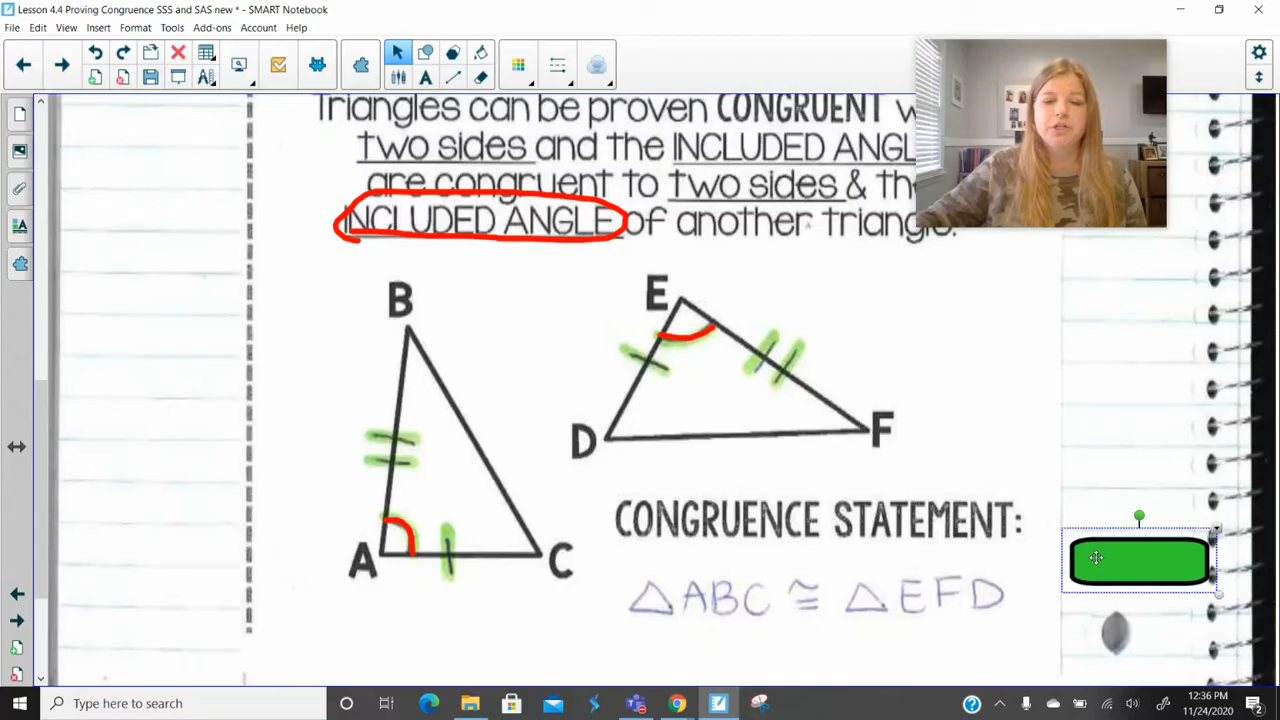 Lesson 4.4 Proving Congruence SSS and SAS new * - SMART Notebook
File Edit View Insert Format Tools Add-ons Account Help
Triangles can be proven CONGRUENT
two sides and the INCLUDED
are congruent to two sides &
INCLUDED ANGLE of another triangle.
B
E
D
F
A
C
CONGRUENCE STATEMENT:
△ABC ≅ △EFD
Type here to search
12:36 PM
11/24/2020
2